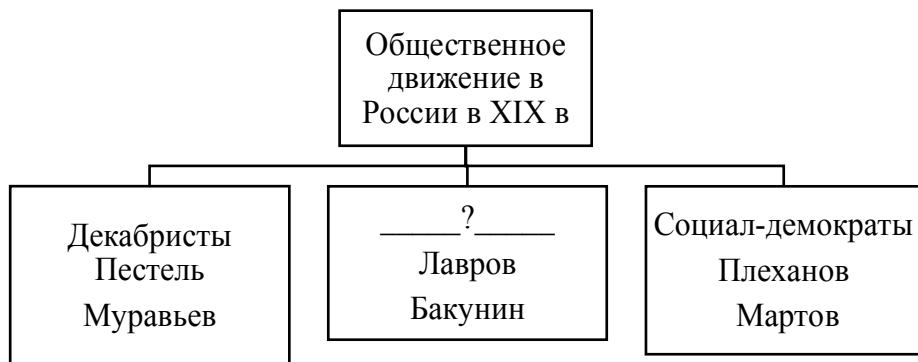 Общественное
движение в
России в XIX в
Декабристы
Пестель
Муравьев
_____?_____
Лавров
Бакунин
Социал-демократы
Плеханов
Мартов